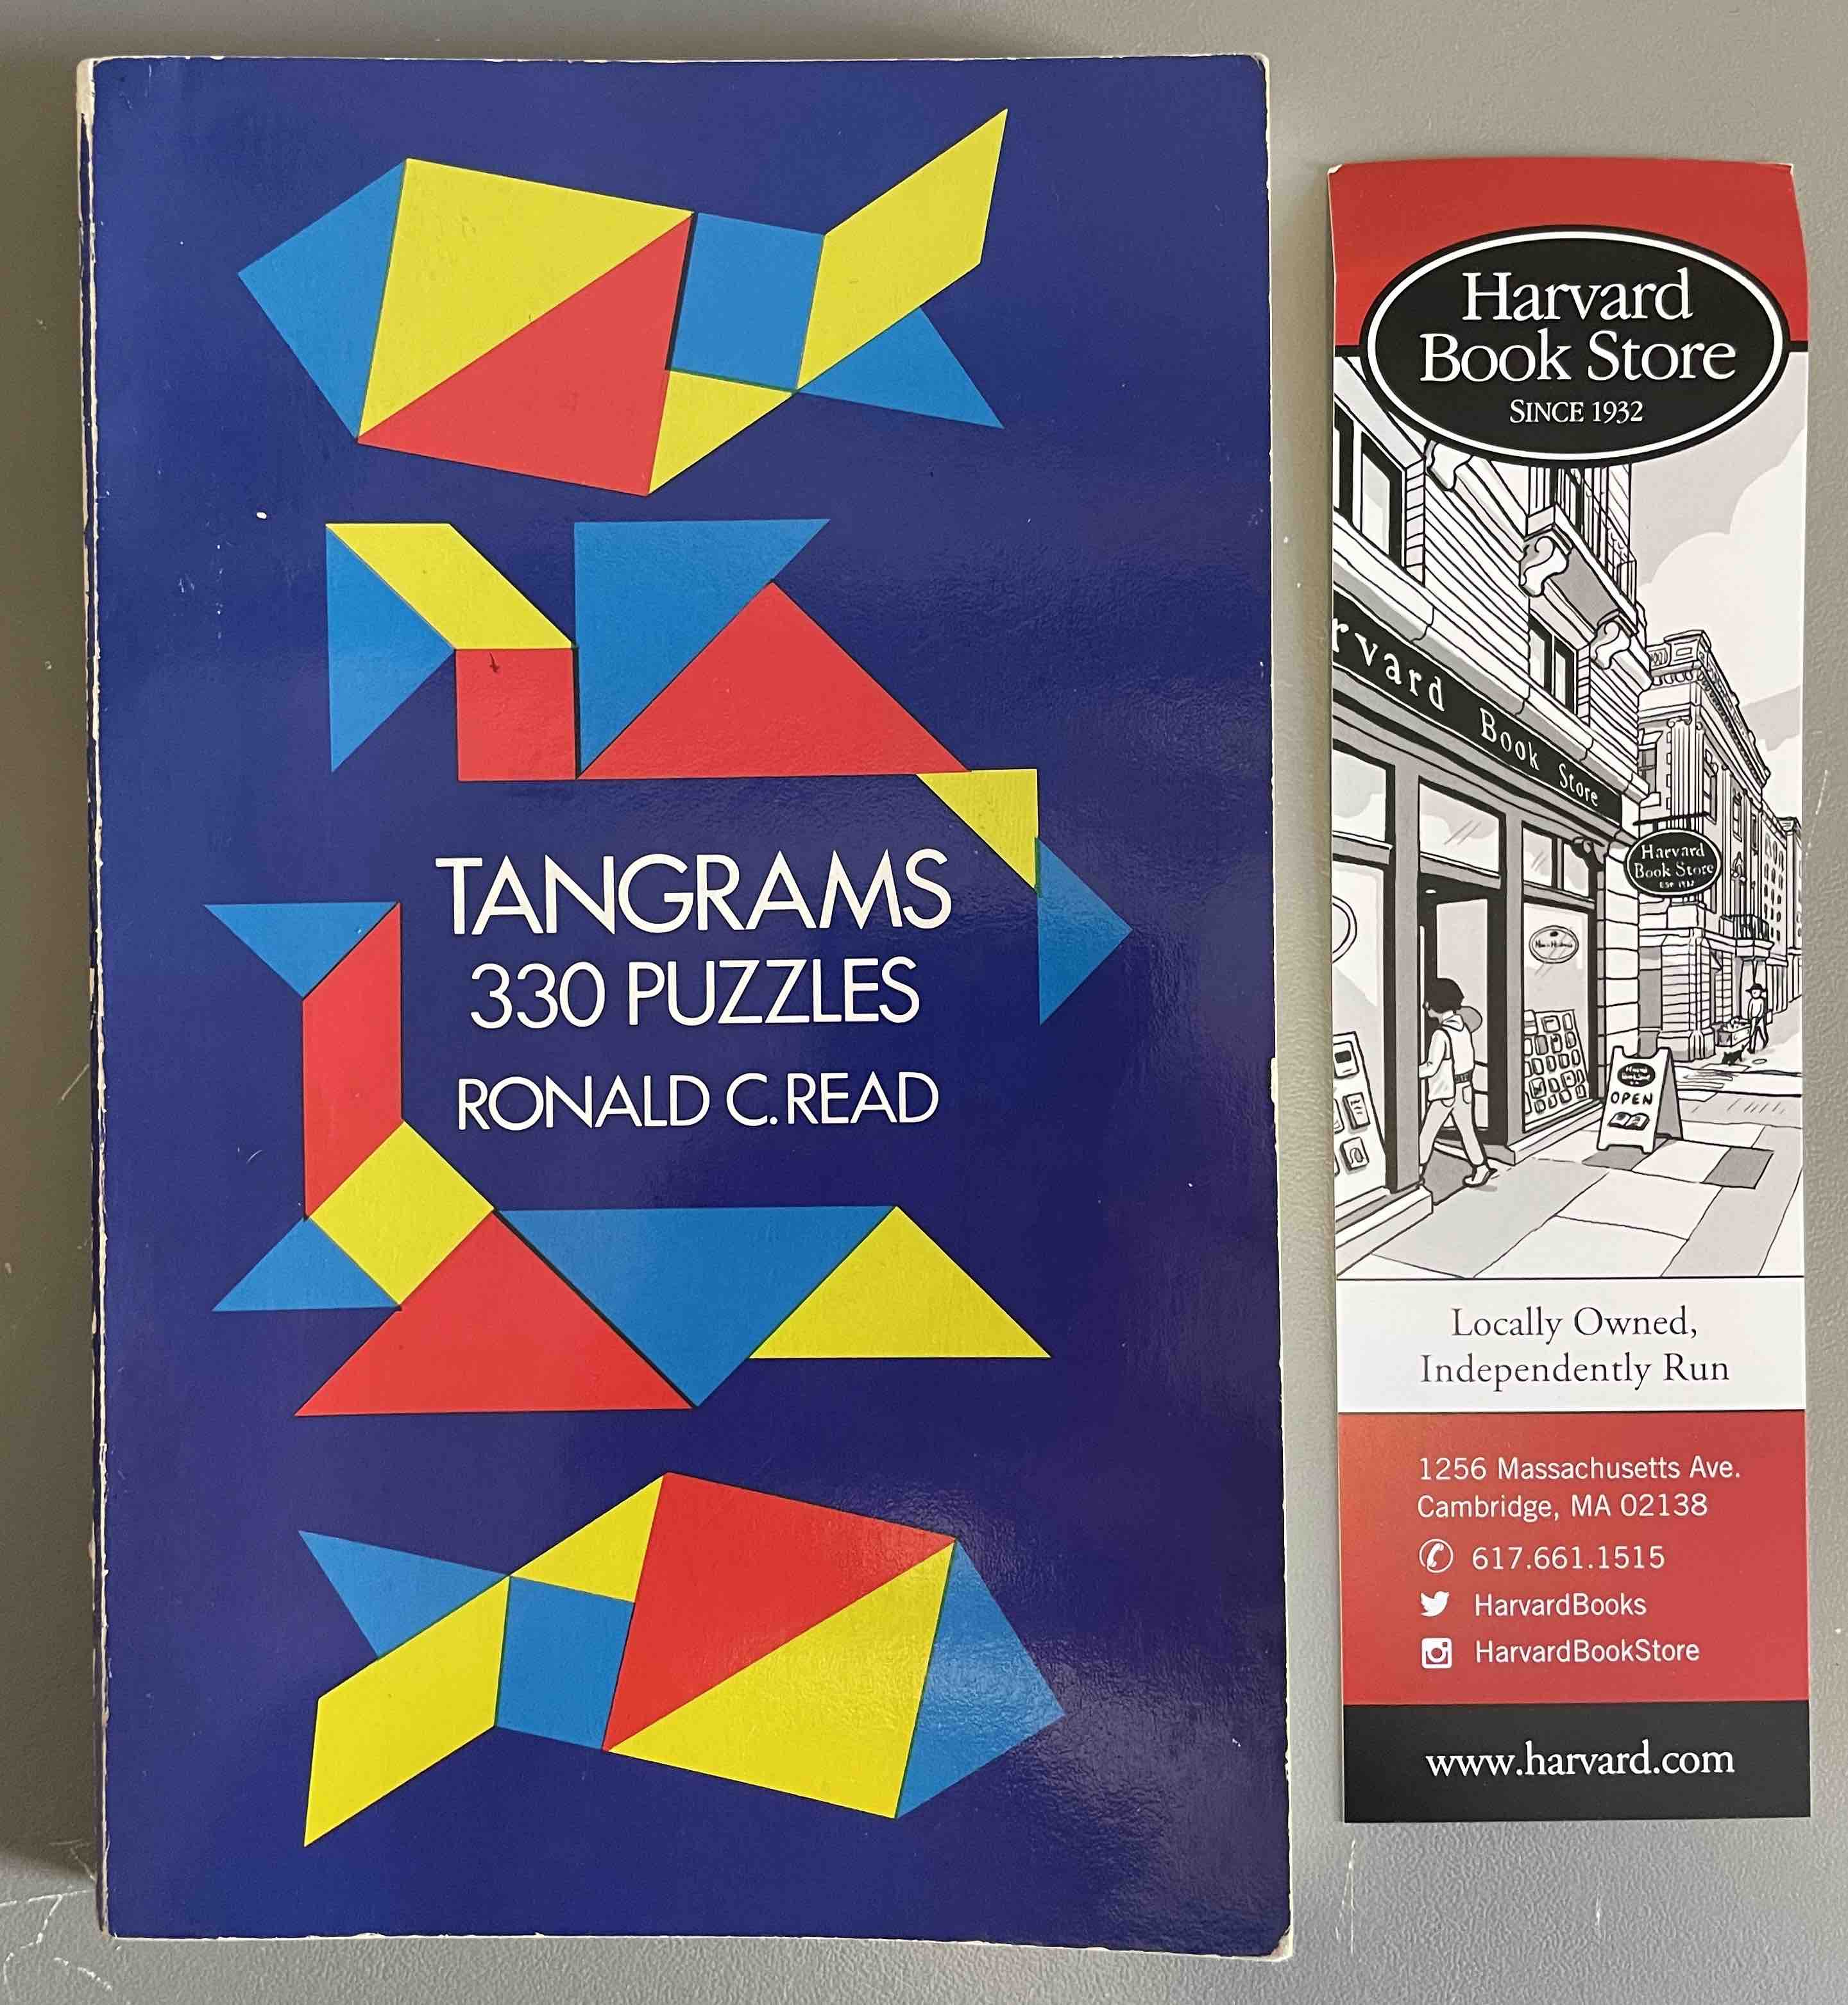 TANGRAMS
330 PUZZLES
RONALD C. READ
Harvard
Book Store
SINCE 1932
rvard Book Store
Harvard
Book Store
OPEN
Locally Owned,
Independently Run
1256 Massachusetts Ave.
Cambridge, MA 02138
617.661.1515
HarvardBooks
HarvardBookStore
www.harvard.com